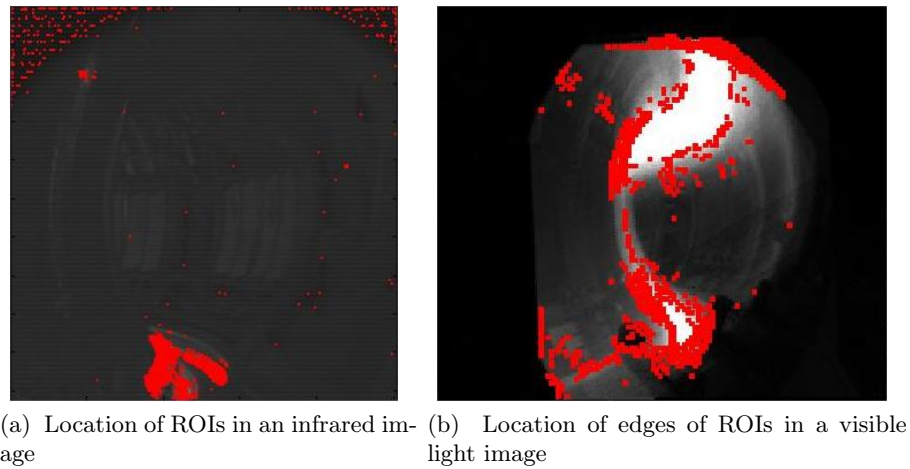 (a) Location of ROIs in an infrared im-
age
(b) Location of edges of ROIs in a visible
light image